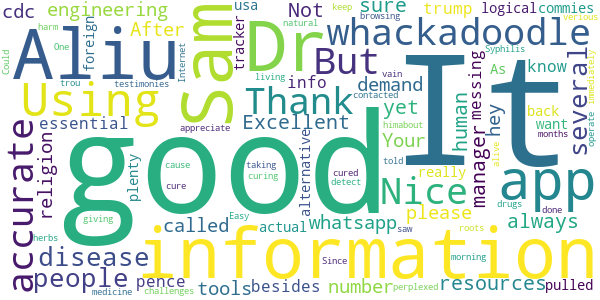 cdc engineering sure Not trump logical commies
usa After foreign tracker
harm Could One trou Internet testimonies
natural keep browsing Syphilis verious immediately
Aliu sam Dr But whackadoodle
info demand As know several
Using Thank yet hey back
essential Excellent Your human messing want operate
living vain contacted himabout months
accurate religion plenty appreciate alternative
good It app
Nice manager told alive
cause taking curing cured detect really saw done drugs
cure please roots
giving Easy actual whatsapp always
herbs called Since morning
disease information
people pence tools besides number resources pulled
medicine challenges perplexed